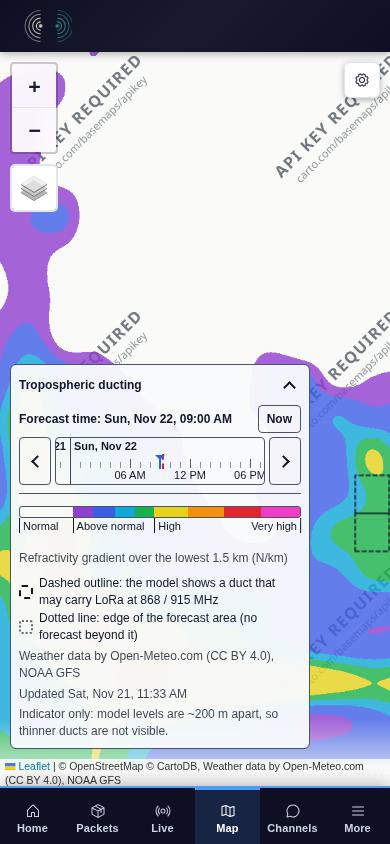 +
−
API KEY REQUIRED
carto.com/basemaps/apikey
API KEY REQUIRED
carto.com/basemaps/apikey
KEY REQUIRED
KEY REQUIRED
KEY REQUIRED
Tropospheric ducting
Forecast time: Sun, Nov 22, 09:00 AM
Now
21
Sun, Nov 22
06 AM
12 PM
06 PM
Normal
Above normal
High
Very high
Refractivity gradient over the lowest 1.5 km (N/km)
Dashed outline: the model shows a duct that
may carry LoRa at 868 / 915 MHz
Dotted line: edge of the forecast area (no
forecast beyond it)
Weather data by Open-Meteo.com (CC BY 4.0),
NOAA GFS
Updated Sat, Nov 21, 11:33 AM
Indicator only: model levels are ~200 m apart, so
thinner ducts are not visible.
Leaflet | © OpenStreetMap © CartoDB, Weather data by Open-Meteo.com
(CC BY 4.0), NOAA GFS
Home
Packets
Live
Map
Channels
More